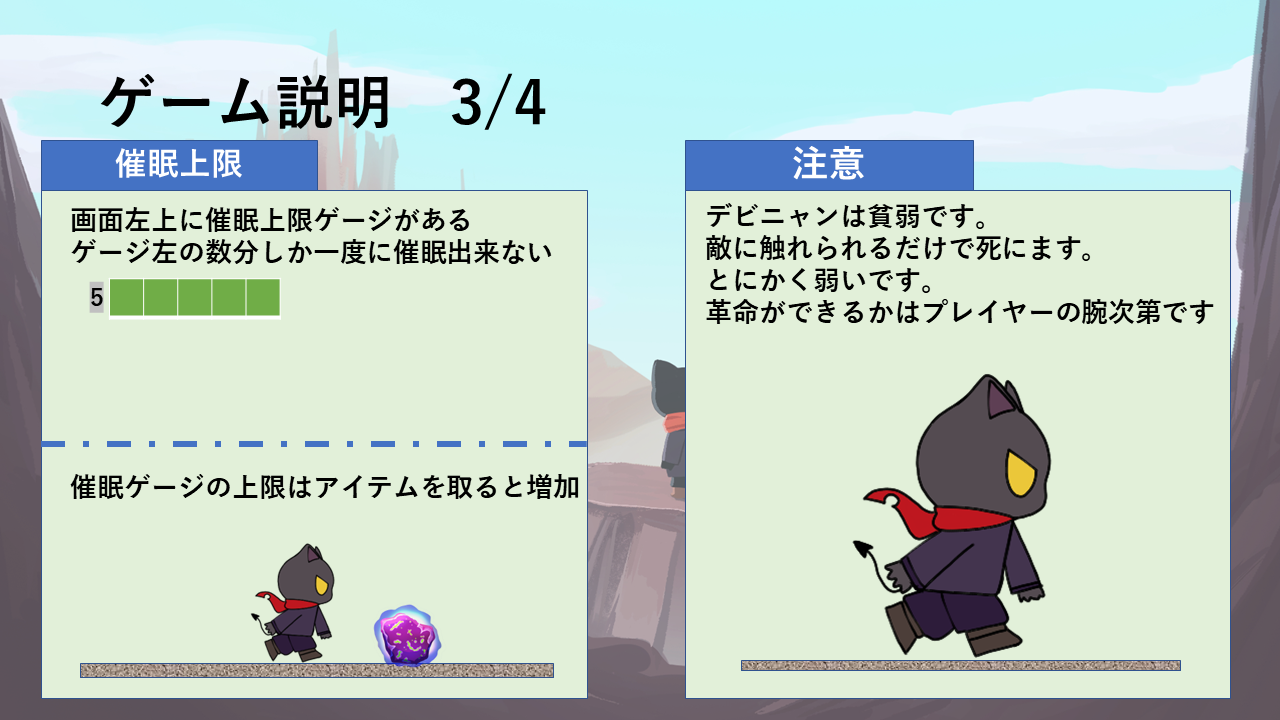 ゲーム説明　3/4
催眠上限
画面左上に催眠上限ゲージがある
ゲージ左の数分しか一度に催眠出来ない
5
催眠ゲージの上限はアイテムを取ると増加
注意
デビニャンは貧弱です。
敵に触れられるだけで死にます。
とにかく弱いです。
革命ができるかはプレイヤーの腕次第です